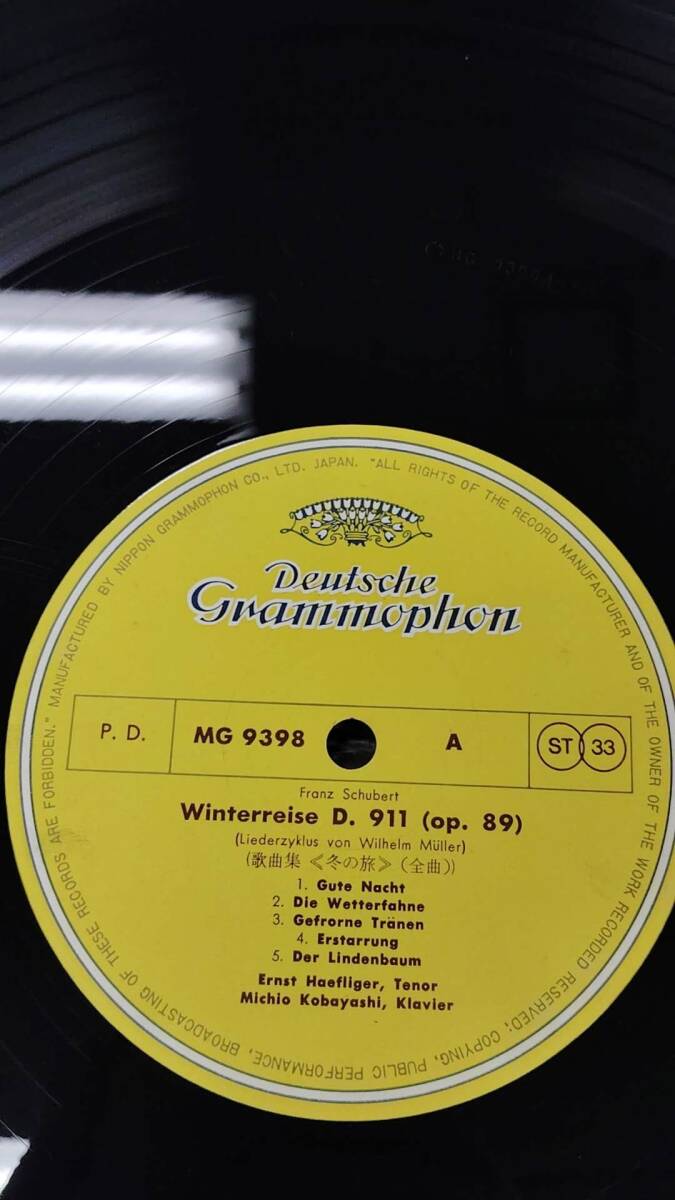 MANUFACTURED BY NIPPON GRAMMOPHON CO., LTD. JAPAN. "ALL RIGHTS OF THE RECORD MANUFACTURER AND OF THE OWNER OF THE WORK RECORDED RESERVED; COPYING, PUBLIC PERFORMANCE, BROADCASTING OF THESE RECORDS ARE FORBIDDEN."
Deutsche
Grammophon
P. D. MG 9398 A ST 33
Franz Schubert
Winterreise D. 911 (op. 89)
(Liederzyklus von Wilhelm Müller)
(歌曲集 《冬の旅》 (全曲))
1. Gute Nacht
2. Die Wetterfahne
3. Gefrorne Tränen
4. Erstarrung
5. Der Lindenbaum
Ernst Haefliger, Tenor
Michio Kobayashi, Klavier